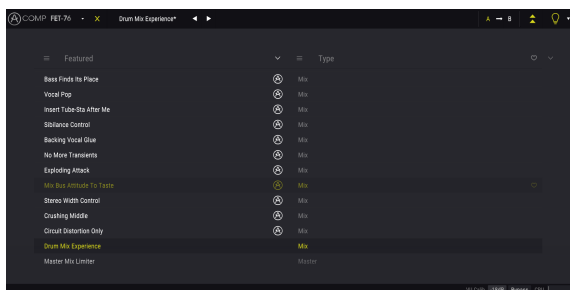 COMP FET-76 Drum Mix Experience* A → B
Featured Type
Bass Finds Its Place Mix
Vocal Pop Mix
Insert Tube-Sta After Me Mix
Sibilance Control Mix
Backing Vocal Glue Mix
No More Transients Mix
Exploding Attack Mix
Mix Bus Attitude To Taste Mix
Stereo Width Control Mix
Crushing Middle Mix
Circuit Distortion Only Mix
Drum Mix Experience Mix
Master Mix Limiter Master
Bypass CPU